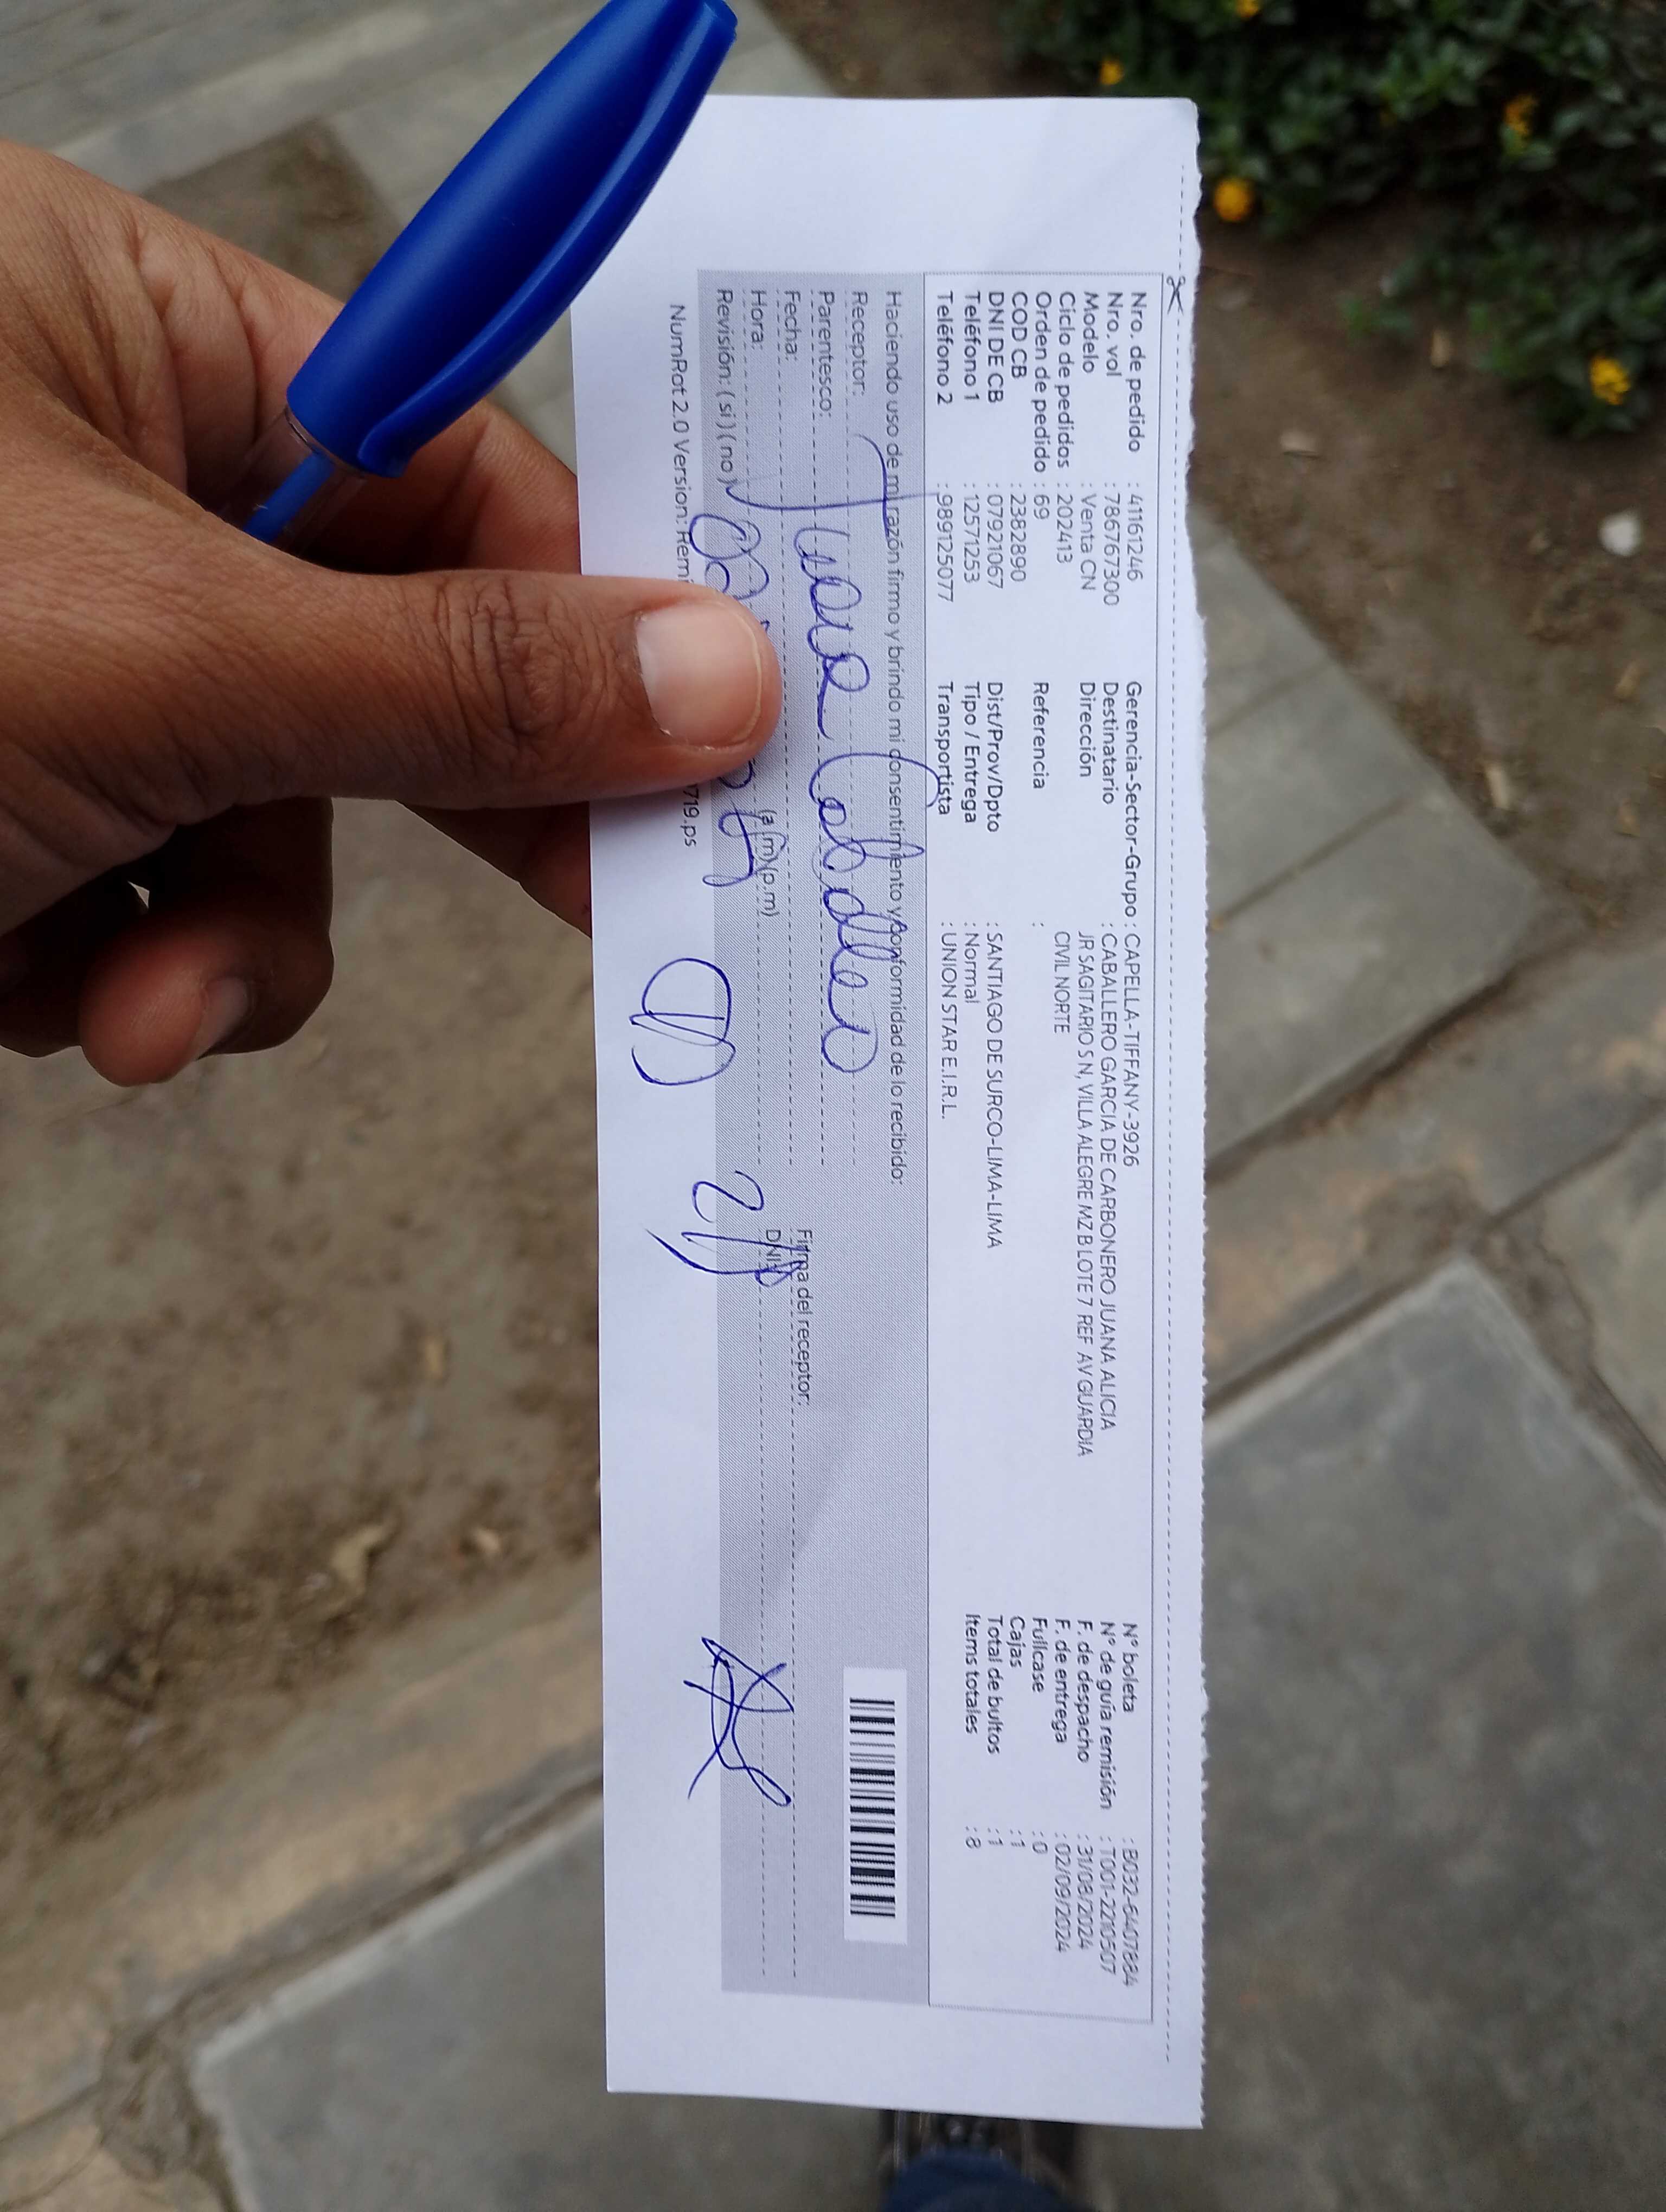 Nro. de pedido : 41161246 Gerencia-Sector-Grupo : CAPELLA-TIFFANY-3926 N° boleta : B032-6407884
Nro. vol : 786767300 Destinatario : CABALLERO GARCIA DE CARBONERO JUANA ALICIA N° de guía remisión : T001-2210507
Modelo : Venta CN Dirección JR SAGITARIO S N, VILLA ALEGRE MZ B LOTE 7 REF AV GUARDIA F. de despacho : 31/08/2024
Ciclo de pedidos : 202413 CIVIL NORTE F. de entrega : 02/09/2024
Orden de pedido : 69 Referencia : Fullcase : 0
COD CB : 2382890 Cajas : 1
DNI DE CB : 07921067 Dist/Prov/Dpto : SANTIAGO DE SURCO-LIMA-LIMA Total de bultos : 1
Teléfono 1 : 12571253 Tipo / Entrega : Normal Items totales : 8
Teléfono 2 : 989125077 Transportista : UNION STAR E.I.R.L.
Haciendo uso de mi razón firmo y brindo mi consentimiento y conformidad de lo recibido:
Receptor:
Parentesco:
Fecha: Firma del receptor:
Hora: (a.m) (p.m) DNI:
Revisión: ( si ) ( no )
NumRot 2.0 Version: Remi 719.ps